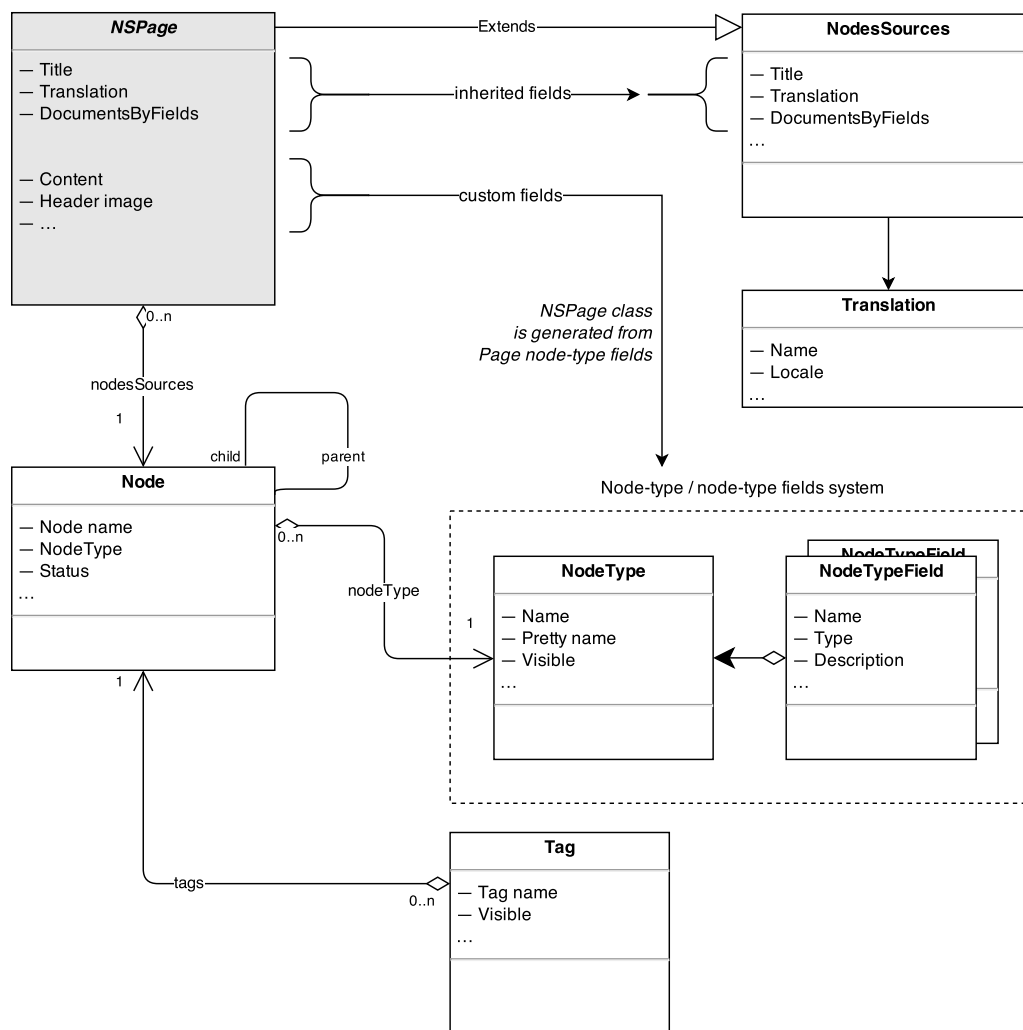 NSPage
— Title
— Translation
— DocumentsByFields
— Content
— Header image
— ...
Extends
inherited fields
custom fields
NodesSources
— Title
— Translation
— DocumentsByFields
...
Translation
— Name
— Locale
...
NSPage class
is generated from
Page node-type fields
0..n
nodesSources
1
child
parent
Node
— Node name
— NodeType
— Status
...
0..n
nodeType
1
Node-type / node-type fields system
NodeType
— Name
— Pretty name
— Visible
...
NodeTypeField
NodeTypeField
— Name
— Type
— Description
...
1
tags
0..n
Tag
— Tag name
— Visible
...